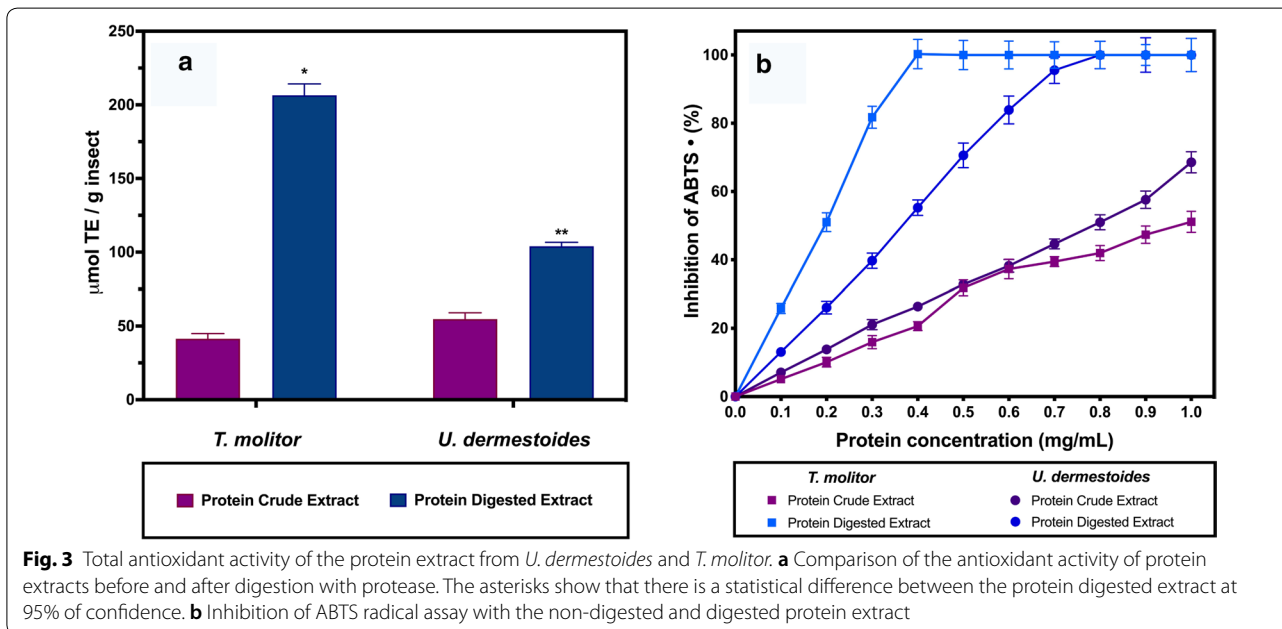 a
250
200
150
100
50
0
μmol TE / g insect
*
**
T. molitor
U. dermestoides
Protein Crude Extract
Protein Digested Extract
b
100
80
60
40
20
0
Inhibition of ABTS • (%)
0.0 0.1 0.2 0.3 0.4 0.5 0.6 0.7 0.8 0.9 1.0
Protein concentration (mg/mL)
T. molitor
Protein Crude Extract
Protein Digested Extract
U. dermestoides
Protein Crude Extract
Protein Digested Extract
Fig. 3 Total antioxidant activity of the protein extract from U. dermestoides and T. molitor. a Comparison of the antioxidant activity of protein
extracts before and after digestion with protease. The asterisks show that there is a statistical difference between the protein digested extract at
95% of confidence. b Inhibition of ABTS radical assay with the non-digested and digested protein extract